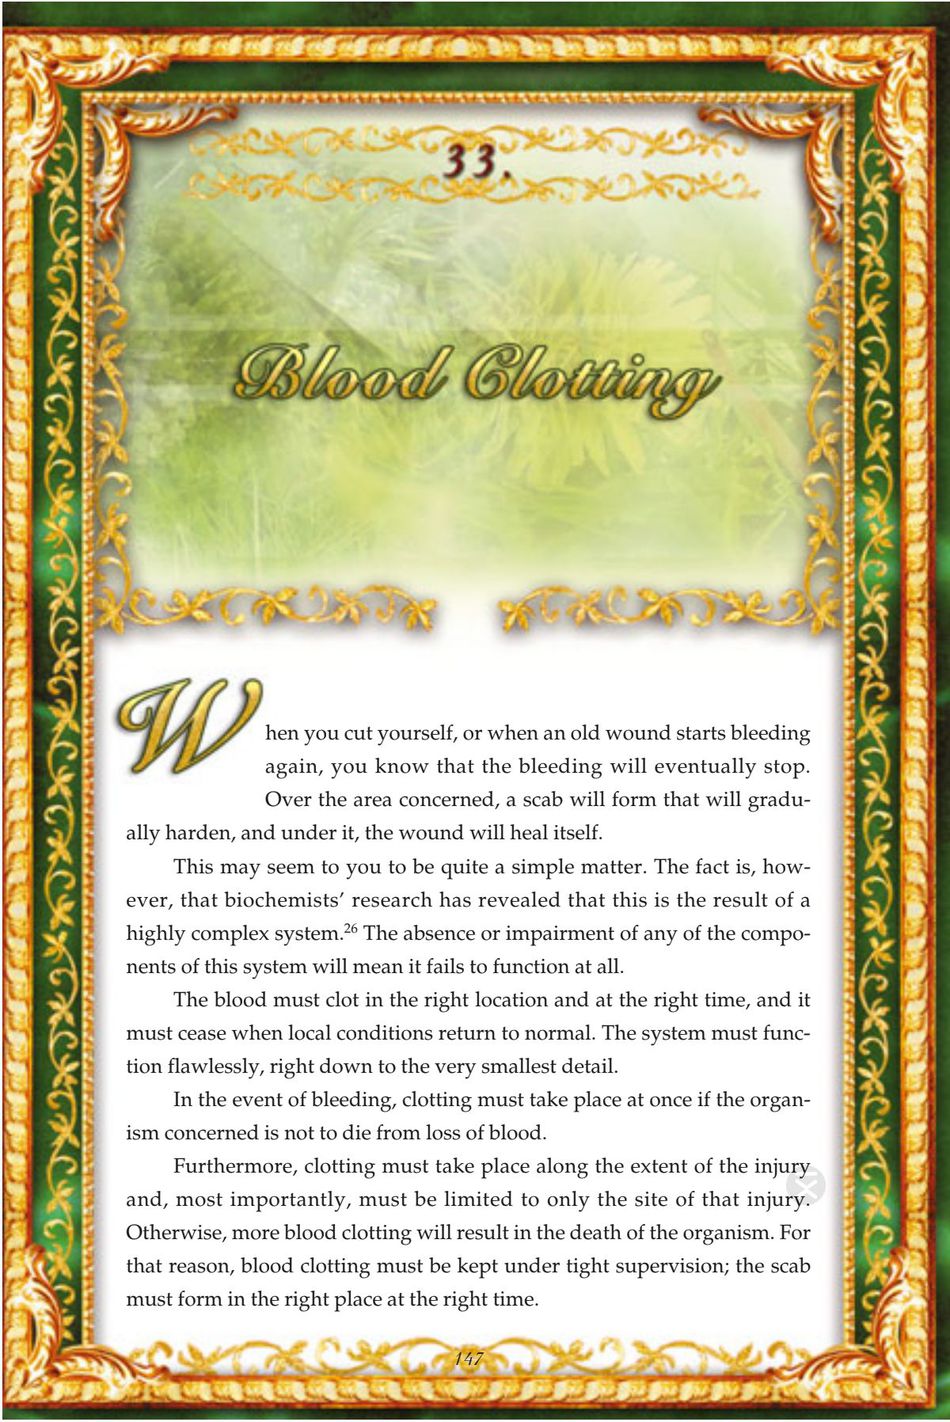 33.
Blood Clotting
When you cut yourself, or when an old wound starts bleeding
again, you know that the bleeding will eventually stop.
Over the area concerned, a scab will form that will gradu-
ally harden, and under it, the wound will heal itself.
This may seem to you to be quite a simple matter. The fact is, how-
ever, that biochemists’ research has revealed that this is the result of a
highly complex system.26 The absence or impairment of any of the compo-
nents of this system will mean it fails to function at all.
The blood must clot in the right location and at the right time, and it
must cease when local conditions return to normal. The system must func-
tion flawlessly, right down to the very smallest detail.
In the event of bleeding, clotting must take place at once if the organ-
ism concerned is not to die from loss of blood.
Furthermore, clotting must take place along the extent of the injury
and, most importantly, must be limited to only the site of that injury.
Otherwise, more blood clotting will result in the death of the organism. For
that reason, blood clotting must be kept under tight supervision; the scab
must form in the right place at the right time.
147